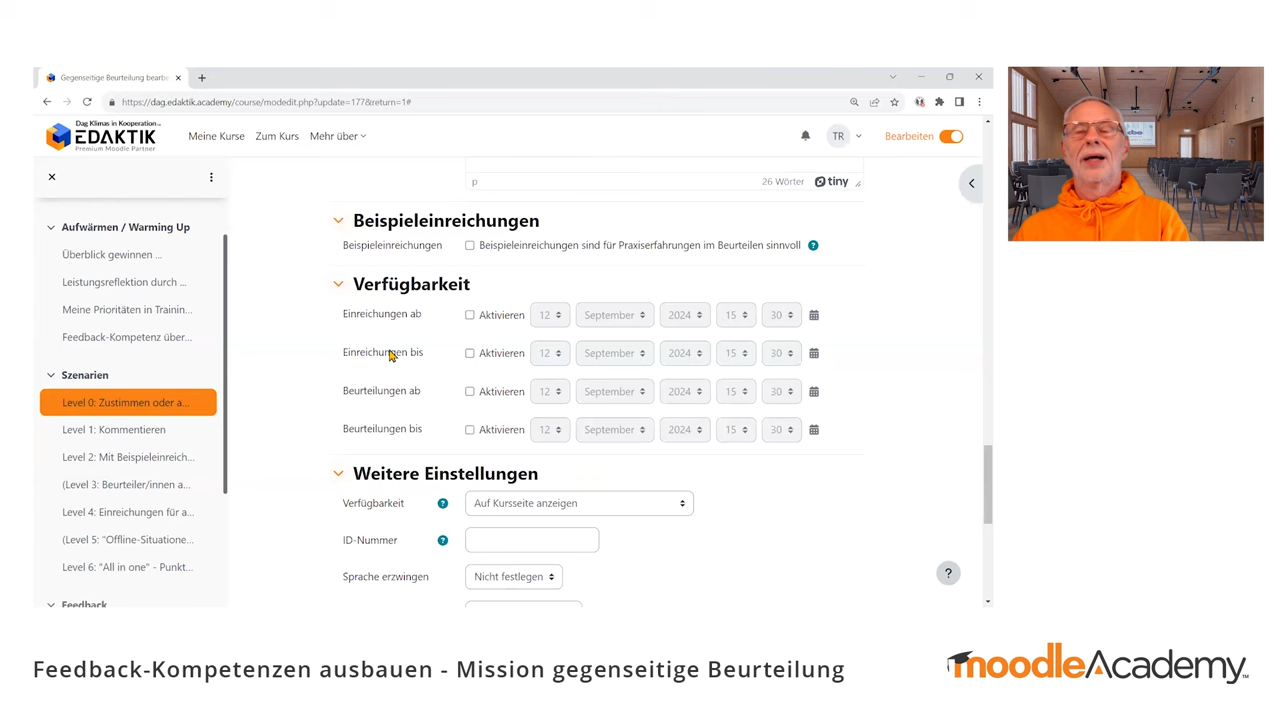 Gegenseitige Beurteilung bearbe
https://dag.edaktik.academy/course/modedit.php?update=177&return=1#
Dag Klimas in Kooperation
EDAKTIK
Premium Moodle Partner
Meine Kurse
Zum Kurs
Mehr über
TR
Bearbeiten
Aufwärmen / Warming Up
Überblick gewinnen ...
Leistungsreflektion durch ...
Meine Prioritäten in Trainin...
Feedback-Kompetenz über...
Szenarien
Level 0: Zustimmen oder a...
Level 1: Kommentieren
Level 2: Mit Beispieleinreich...
(Level 3: Beurteiler/innen a...
Level 4: Einreichungen für a...
(Level 5: "Offline-Situatione...
Level 6: "All in one" - Punkt...
Feedback
p
26 Wörter
tiny
Beispieleinreichungen
Beispieleinreichungen
Beispieleinreichungen sind für Praxiserfahrungen im Beurteilen sinnvoll
Verfügbarkeit
Einreichungen ab Aktivieren 12 September 2024 15 30
Einreichungen bis Aktivieren 12 September 2024 15 30
Beurteilungen ab Aktivieren 12 September 2024 15 30
Beurteilungen bis Aktivieren 12 September 2024 15 30
Weitere Einstellungen
Verfügbarkeit ? Auf Kursseite anzeigen
ID-Nummer ?
Sprache erzwingen Nicht festlegen
?
Feedback-Kompetenzen ausbauen - Mission gegenseitige Beurteilung
moodleAcademy™